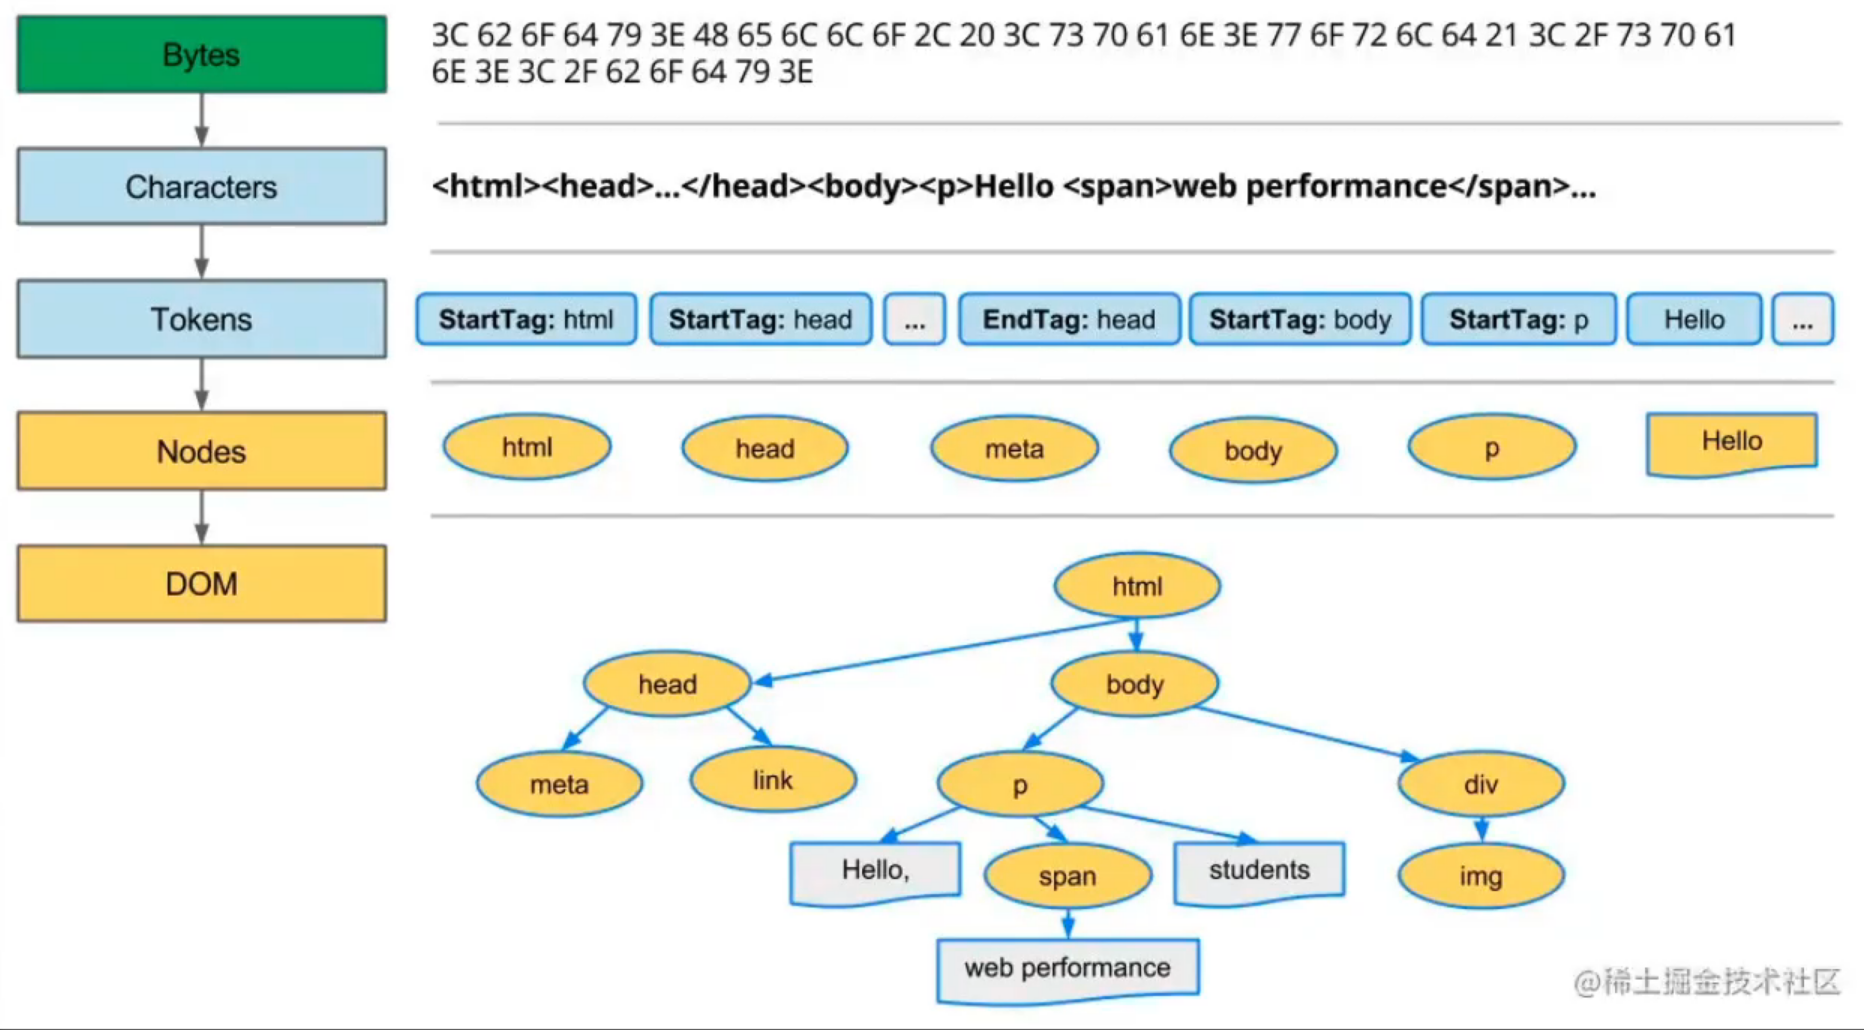 Bytes
3C 62 6F 64 79 3E 48 65 6C 6C 6F 2C 20 3C 73 70 61 6E 3E 77 6F 72 6C 64 21 3C 2F 73 70 61
6E 3E 3C 2F 62 6F 64 79 3E
Characters
<html><head>...</head><body><p>Hello <span>web performance</span>...
Tokens
StartTag: html
StartTag: head
...
EndTag: head
StartTag: body
StartTag: p
Hello
...
Nodes
html
head
meta
body
p
Hello
DOM
html
head
body
meta
link
p
div
Hello,
span
students
img
web performance
@稀土掘金技术社区